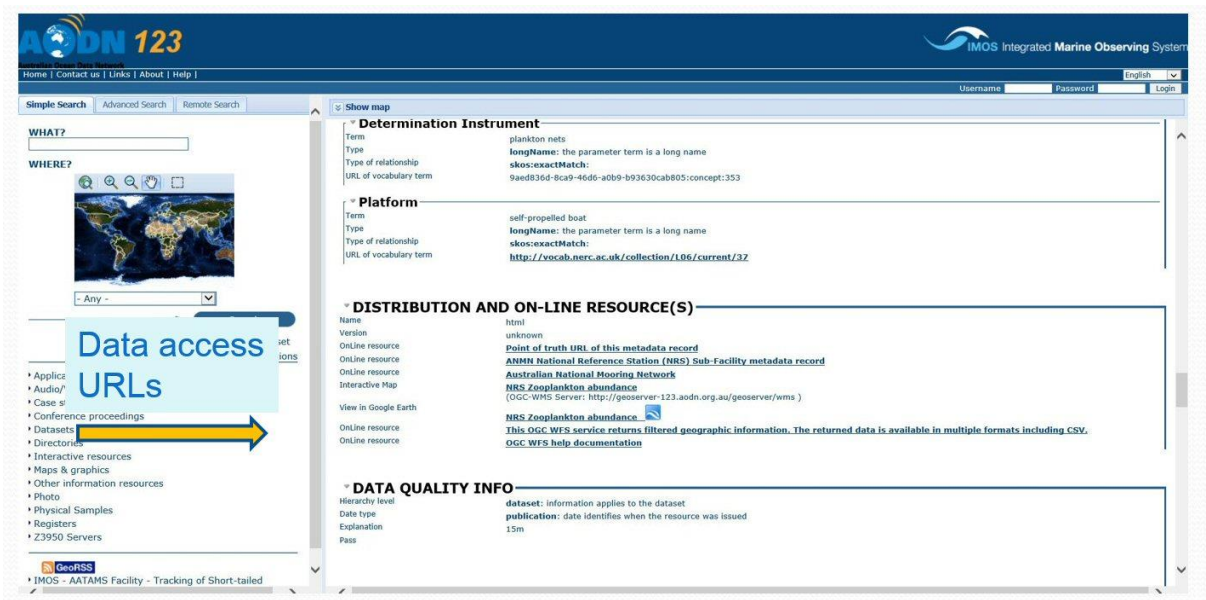 AODN 123
Australian Ocean Data Network
IMOS Integrated Marine Observing System
Home | Contact us | Links | About | Help |
English
Username Password Login
Simple Search Advanced Search Remote Search
WHAT?
WHERE?
- Any -
set
ions
Data access
URLs
Applica
Audio/
Case st
Conference proceedings
Datasets
Directories
Interactive resources
Maps & graphics
Other information resources
Photo
Physical Samples
Registers
Z3950 Servers
GeoRSS
IMOS - AATAMS Facility - Tracking of Short-tailed
Show map
Determination Instrument
Term plankton nets
Type longName: the parameter term is a long name
Type of relationship skos:exactMatch:
URL of vocabulary term 9aed836d-8ca9-46d6-a0b9-b93630cab805:concept:353
Platform
Term self-propelled boat
Type longName: the parameter term is a long name
Type of relationship skos:exactMatch:
URL of vocabulary term http://vocab.nerc.ac.uk/collection/L06/current/37
DISTRIBUTION AND ON-LINE RESOURCE(S)
Name html
Version unknown
OnLine resource Point of truth URL of this metadata record
OnLine resource ANMN National Reference Station (NRS) Sub-Facility metadata record
OnLine resource Australian National Mooring Network
Interactive Map NRS Zooplankton abundance
(OGC-WMS Server: http://geoserver-123.aodn.org.au/geoserver/wms )
View in Google Earth NRS Zooplankton abundance
OnLine resource This OGC WFS service returns filtered geographic information. The returned data is available in multiple formats including CSV.
OnLine resource OGC WFS help documentation
DATA QUALITY INFO
Hierarchy level dataset: information applies to the dataset
Date type publication: date identifies when the resource was issued
Explanation 15m
Pass